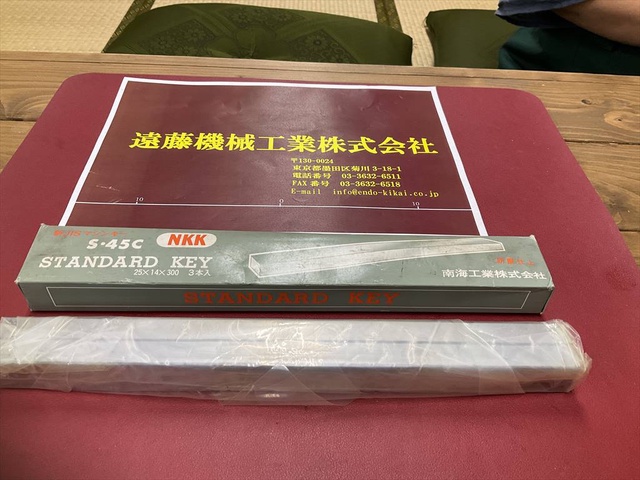 遠藤機械工業株式会社
〒130-0024
東京都墨田区菊川3-18-1
電話番号 03-3632-6511
FAX番号 03-3632-6518
E-mail info@endo-kikai.co.jp
10 0 10
S-45C NKK
STANDARD KEY
25×14×300 3本入
南海工業株式会社
STANDARD KEY